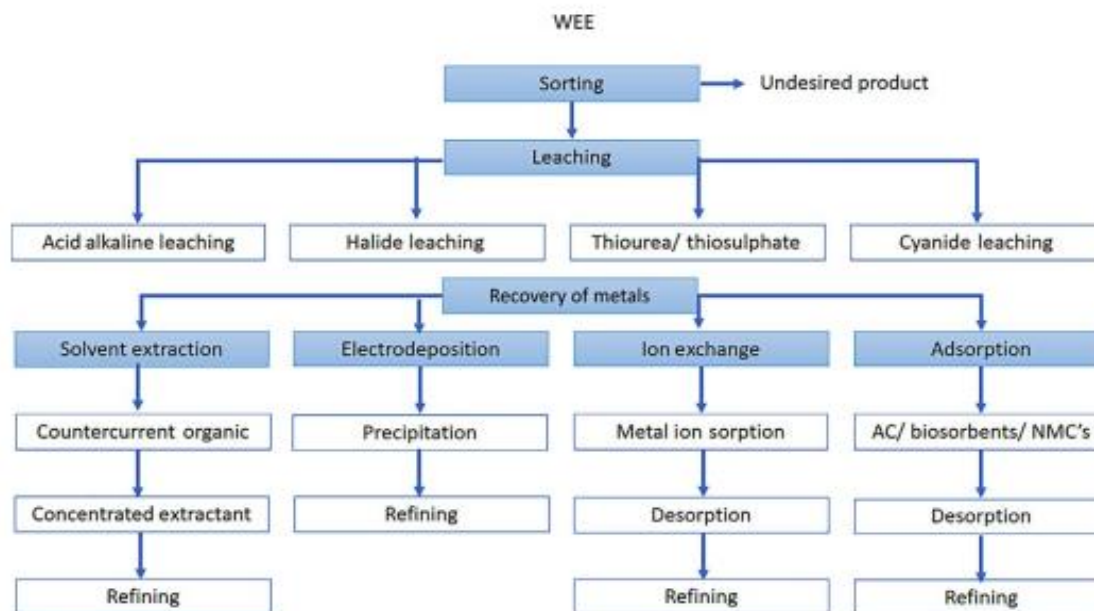 WEE
Sorting
Undesired product
Leaching
Acid alkaline leaching
Halide leaching
Thiourea/ thiosulphate
Cyanide leaching
Recovery of metals
Solvent extraction
Electrodeposition
Ion exchange
Adsorption
Countercurrent organic
Precipitation
Metal ion sorption
AC/ biosorbents/ NMC's
Concentrated extractant
Refining
Desorption
Desorption
Refining
Refining
Refining